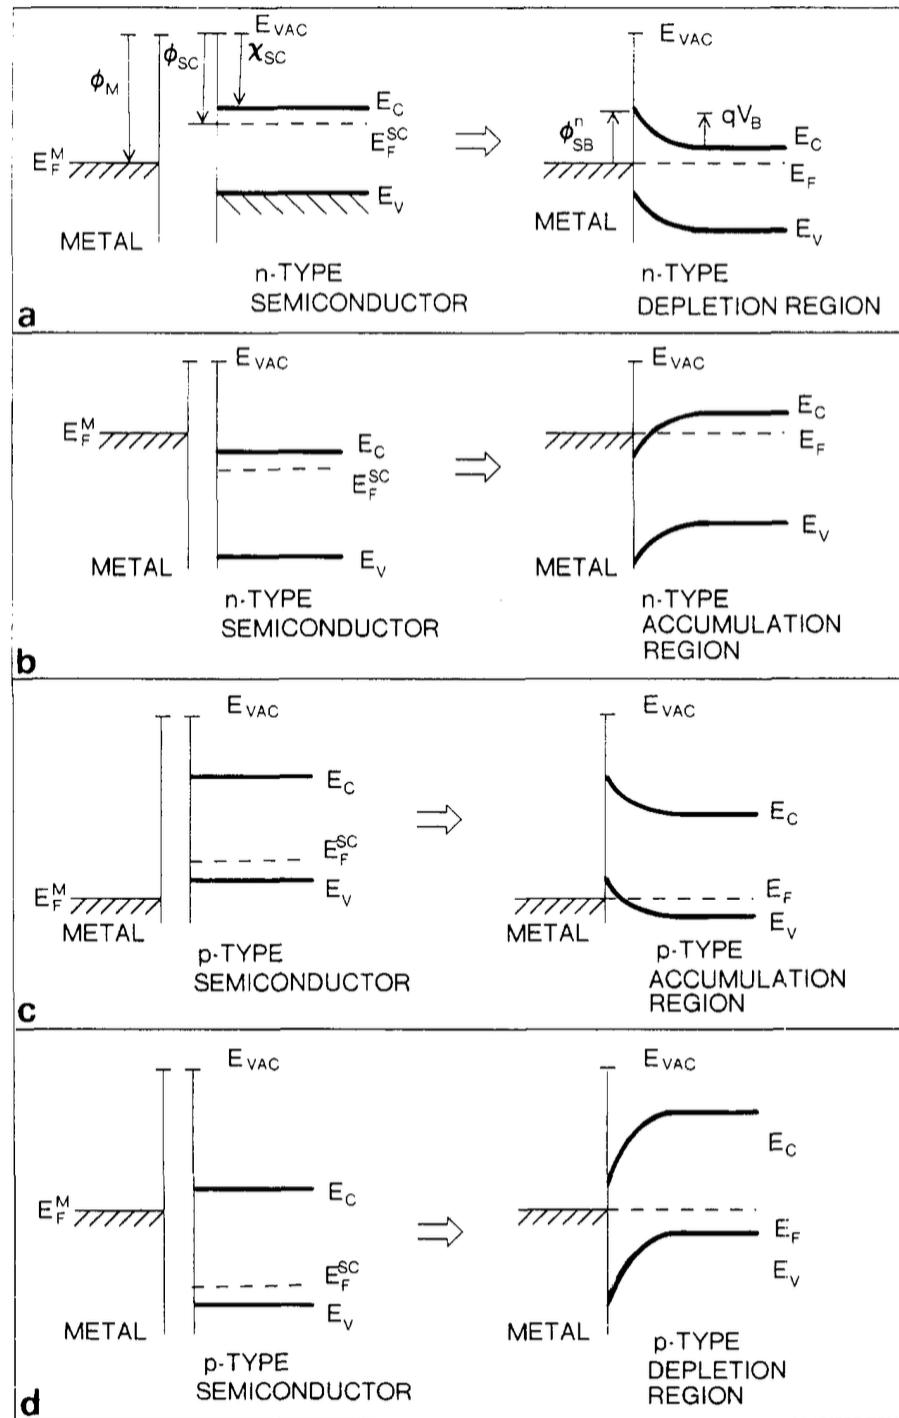 E_VAC
ϕ_SC
χ_SC
ϕ_M
E_C
E_F^SC
E_F^M
E_V
METAL
n-TYPE
SEMICONDUCTOR
E_VAC
ϕ_SB^n
qV_B
E_C
E_F
METAL
E_V
n-TYPE
DEPLETION REGION
a
E_VAC
E_F^M
E_C
E_F^SC
METAL
E_V
n-TYPE
SEMICONDUCTOR
E_VAC
E_C
E_F
E_V
METAL
n-TYPE
ACCUMULATION
REGION
b
E_VAC
E_C
E_F^SC
E_F^M
E_V
METAL
p-TYPE
SEMICONDUCTOR
E_VAC
E_C
E_F
E_V
METAL
p-TYPE
ACCUMULATION
REGION
c
E_VAC
E_F^M
E_C
E_F^SC
E_V
METAL
p-TYPE
SEMICONDUCTOR
E_VAC
E_C
E_F
E_V
METAL
p-TYPE
DEPLETION
REGION
d